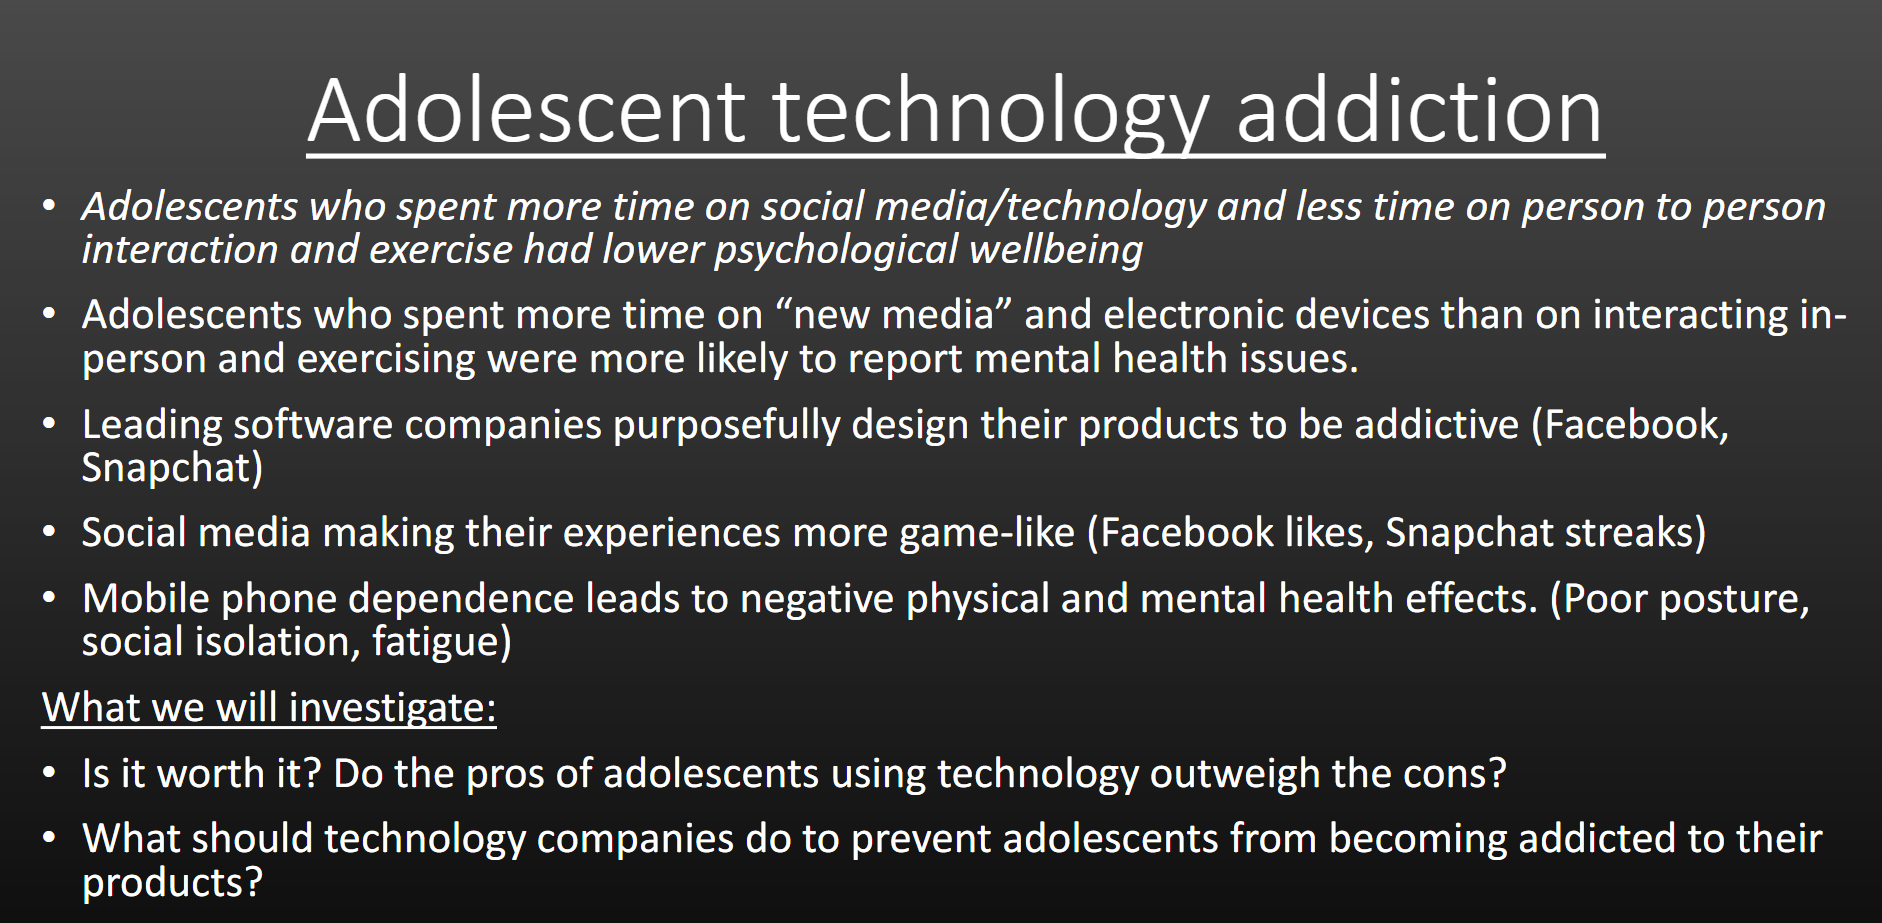 Adolescent technology addiction
• Adolescents who spent more time on social media/technology and less time on person to person
interaction and exercise had lower psychological wellbeing
• Adolescents who spent more time on “new media” and electronic devices than on interacting in-
person and exercising were more likely to report mental health issues.
• Leading software companies purposefully design their products to be addictive (Facebook,
Snapchat)
• Social media making their experiences more game-like (Facebook likes, Snapchat streaks)
• Mobile phone dependence leads to negative physical and mental health effects. (Poor posture,
social isolation, fatigue)
What we will investigate:
• Is it worth it? Do the pros of adolescents using technology outweigh the cons?
• What should technology companies do to prevent adolescents from becoming addicted to their
products?